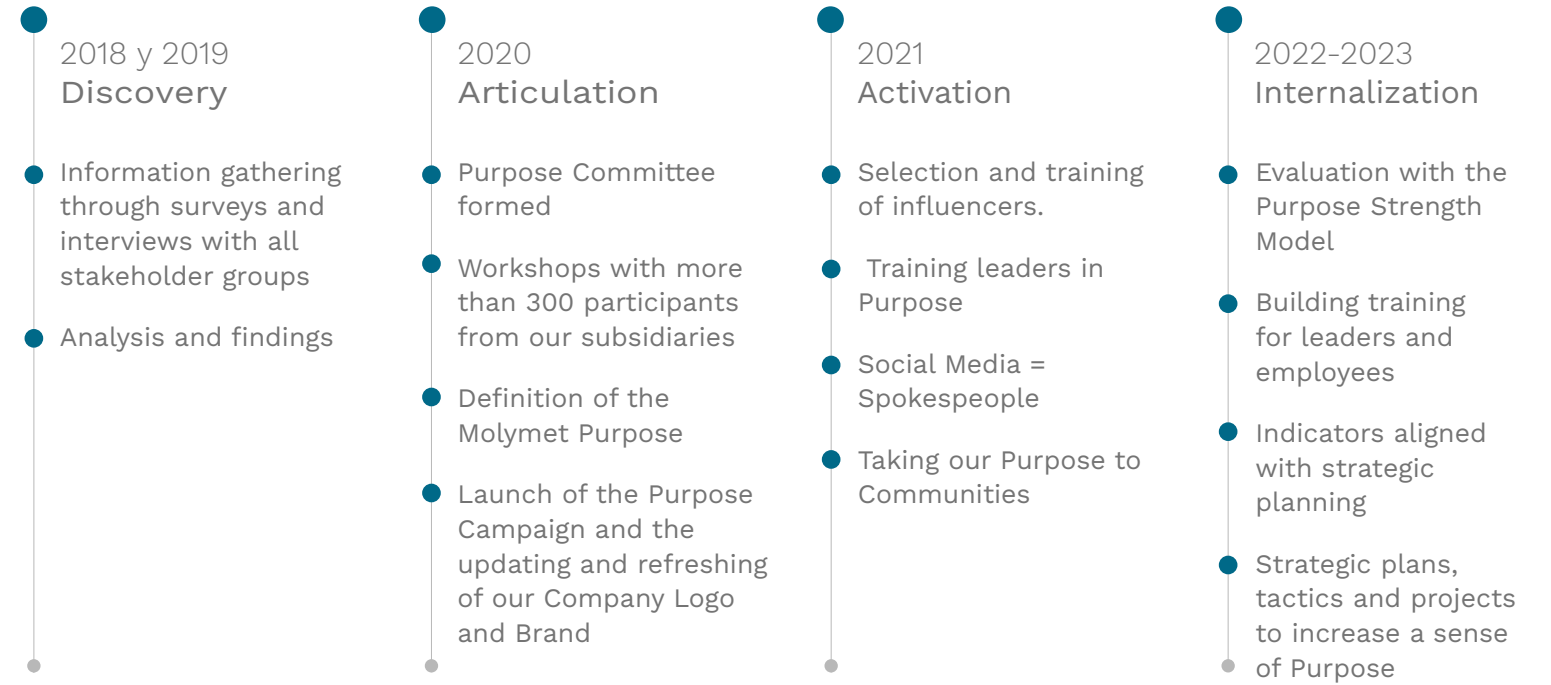 2018 y 2019
Discovery
Information gathering
through surveys and
interviews with all
stakeholder groups
Analysis and findings
2020
Articulation
Purpose Committee
formed
Workshops with more
than 300 participants
from our subsidiaries
Definition of the
Molymet Purpose
Launch of the Purpose
Campaign and the
updating and refreshing
of our Company Logo
and Brand
2021
Activation
Selection and training
of influencers.
Training leaders in
Purpose
Social Media =
Spokespeople
Taking our Purpose to
Communities
2022-2023
Internalization
Evaluation with the
Purpose Strength
Model
Building training
for leaders and
employees
Indicators aligned
with strategic
planning
Strategic plans,
tactics and projects
to increase a sense
of Purpose